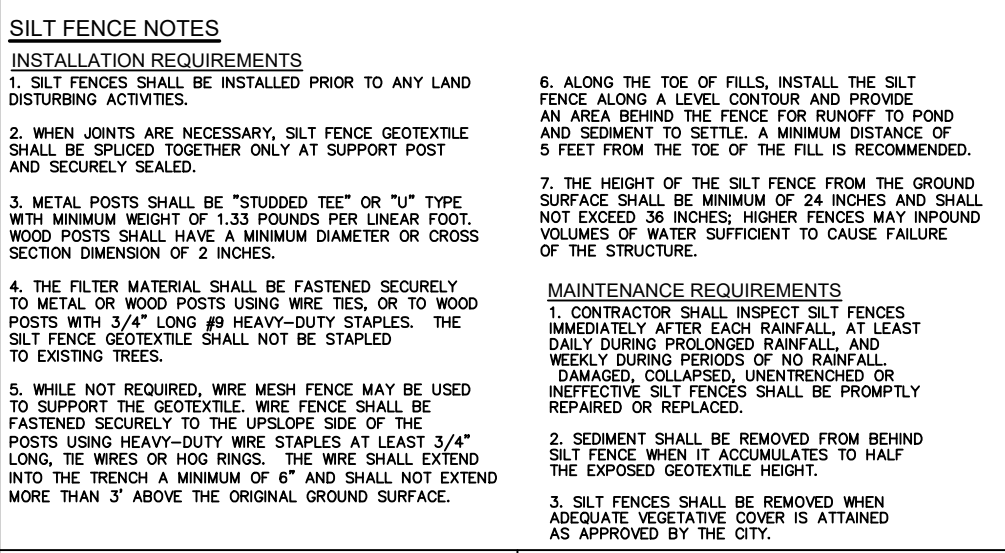 SILT FENCE NOTES
INSTALLATION REQUIREMENTS
1. SILT FENCES SHALL BE INSTALLED PRIOR TO ANY LAND
DISTURBING ACTIVITIES.
2. WHEN JOINTS ARE NECESSARY, SILT FENCE GEOTEXTILE
SHALL BE SPLICED TOGETHER ONLY AT SUPPORT POST
AND SECURELY SEALED.
3. METAL POSTS SHALL BE "STUDDED TEE" OR "U" TYPE
WITH MINIMUM WEIGHT OF 1.33 POUNDS PER LINEAR FOOT.
WOOD POSTS SHALL HAVE A MINIMUM DIAMETER OR CROSS
SECTION DIMENSION OF 2 INCHES.
4. THE FILTER MATERIAL SHALL BE FASTENED SECURELY
TO METAL OR WOOD POSTS USING WIRE TIES, OR TO WOOD
POSTS WITH 3/4" LONG #9 HEAVY-DUTY STAPLES. THE
SILT FENCE GEOTEXTILE SHALL NOT BE STAPLED
TO EXISTING TREES.
5. WHILE NOT REQUIRED, WIRE MESH FENCE MAY BE USED
TO SUPPORT THE GEOTEXTILE. WIRE FENCE SHALL BE
FASTENED SECURELY TO THE UPSLOPE SIDE OF THE
POSTS USING HEAVY-DUTY WIRE STAPLES AT LEAST 3/4"
LONG, TIE WIRES OR HOG RINGS. THE WIRE SHALL EXTEND
INTO THE TRENCH A MINIMUM OF 6" AND SHALL NOT EXTEND
MORE THAN 3' ABOVE THE ORIGINAL GROUND SURFACE.
6. ALONG THE TOE OF FILLS, INSTALL THE SILT
FENCE ALONG A LEVEL CONTOUR AND PROVIDE
AN AREA BEHIND THE FENCE FOR RUNOFF TO POND
AND SEDIMENT TO SETTLE. A MINIMUM DISTANCE OF
5 FEET FROM THE TOE OF THE FILL IS RECOMMENDED.
7. THE HEIGHT OF THE SILT FENCE FROM THE GROUND
SURFACE SHALL BE MINIMUM OF 24 INCHES AND SHALL
NOT EXCEED 36 INCHES; HIGHER FENCES MAY INPOUND
VOLUMES OF WATER SUFFICIENT TO CAUSE FAILURE
OF THE STRUCTURE.
MAINTENANCE REQUIREMENTS
1. CONTRACTOR SHALL INSPECT SILT FENCES
IMMEDIATELY AFTER EACH RAINFALL, AT LEAST
DAILY DURING PROLONGED RAINFALL, AND
WEEKLY DURING PERIODS OF NO RAINFALL.
DAMAGED, COLLAPSED, UNENTRENCHED OR
INEFFECTIVE SILT FENCES SHALL BE PROMPTLY
REPAIRED OR REPLACED.
2. SEDIMENT SHALL BE REMOVED FROM BEHIND
SILT FENCE WHEN IT ACCUMULATES TO HALF
THE EXPOSED GEOTEXTILE HEIGHT.
3. SILT FENCES SHALL BE REMOVED WHEN
ADEQUATE VEGETATIVE COVER IS ATTAINED
AS APPROVED BY THE CITY.